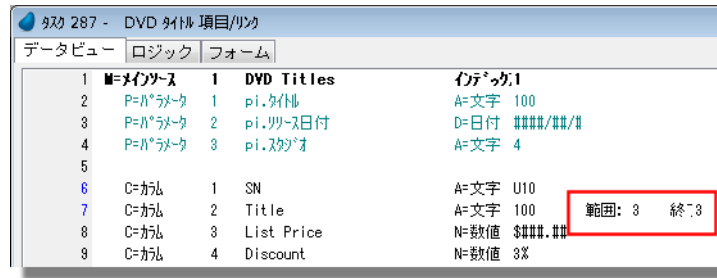 ﾀｽｸ 287 - DVD ﾀｲﾄﾙ 項目/ﾘﾝｸ
データビュー ロジック フォーム
1 M=ﾒｲﾝｿｰｽ 1 DVD Titles ｲﾝﾃﾞｯｸ 1
2 P=ﾊﾟﾗﾒｰﾀ 1 pi.ﾀｲﾄﾙ A=文字 100
3 P=ﾊﾟﾗﾒｰﾀ 2 pi.ﾘﾘｰｽ日付 D=日付 ####/##/#
4 P=ﾊﾟﾗﾒｰﾀ 3 pi.ｽﾀｼﾞｵ A=文字 4
5
6 C=ｶﾗﾑ 1 SN A=文字 U10
7 C=ｶﾗﾑ 2 Title A=文字 100 範囲: 3 終 3
8 C=ｶﾗﾑ 3 List Price N=数値 $###.##
9 C=ｶﾗﾑ 4 Discount N=数値 3%